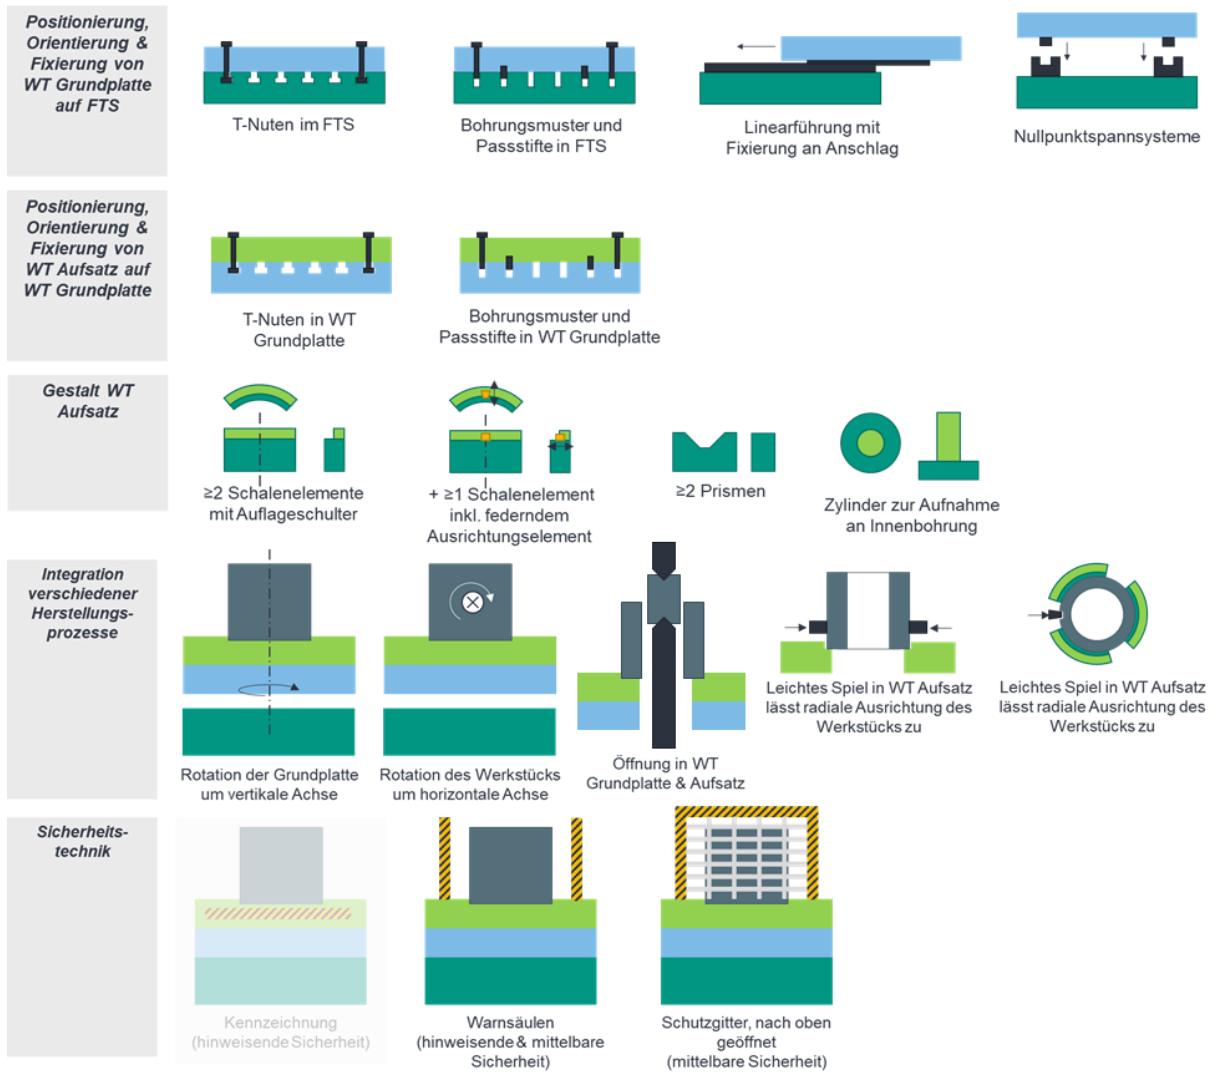 Positionierung,
Orientierung &
Fixierung von
WT Grundplatte
auf FTS
T-Nuten im FTS
Bohrungsmuster und
Passstifte in FTS
Linearführung mit
Fixierung an Anschlag
Nullpunktspannsysteme
Positionierung,
Orientierung &
Fixierung von
WT Aufsatz auf
WT Grundplatte
T-Nuten in WT
Grundplatte
Bohrungsmuster und
Passstifte in WT Grundplatte
Gestalt WT
Aufsatz
≥2 Schalenelemente
mit Auflageschulter
+ ≥1 Schalenelement
inkl. federndem
Ausrichtungselement
≥2 Prismen
Zylinder zur Aufnahme
an Innenbohrung
Integration
verschiedener
Herstellungs-
prozesse
Rotation der Grundplatte
um vertikale Achse
Rotation des Werkstücks
um horizontale Achse
Öffnung in WT
Grundplatte & Aufsatz
Leichtes Spiel in WT Aufsatz
lässt radiale Ausrichtung des
Werkstücks zu
Leichtes Spiel in WT Aufsatz
lässt radiale Ausrichtung des
Werkstücks zu
Sicherheits-
technik
Kennzeichnung
(hinweisende Sicherheit)
Warnsäulen
(hinweisende & mittelbare
Sicherheit)
Schutzgitter, nach oben
geöffnet
(mittelbare Sicherheit)